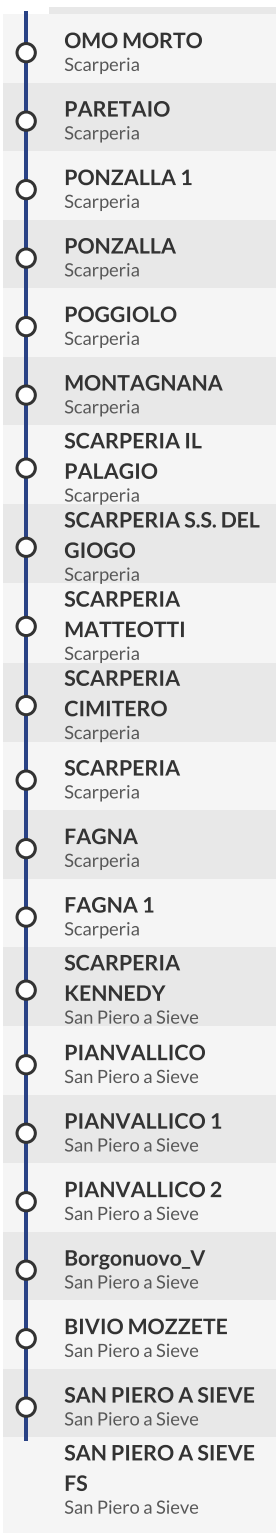 OMO MORTO
Scarperia
PARETAIO
Scarperia
PONZALLA 1
Scarperia
PONZALLA
Scarperia
POGGIOLO
Scarperia
MONTAGNANA
Scarperia
SCARPERIA IL
PALAGIO
Scarperia
SCARPERIA S.S. DEL
GIOGO
Scarperia
SCARPERIA
MATTEOTTI
Scarperia
SCARPERIA
CIMITERO
Scarperia
SCARPERIA
Scarperia
FAGNA
Scarperia
FAGNA 1
Scarperia
SCARPERIA
KENNEDY
San Piero a Sieve
PIANVALLICO
San Piero a Sieve
PIANVALLICO 1
San Piero a Sieve
PIANVALLICO 2
San Piero a Sieve
Borgonuovo_V
San Piero a Sieve
BIVIO MOZZETE
San Piero a Sieve
SAN PIERO A SIEVE
San Piero a Sieve
SAN PIERO A SIEVE
FS
San Piero a Sieve